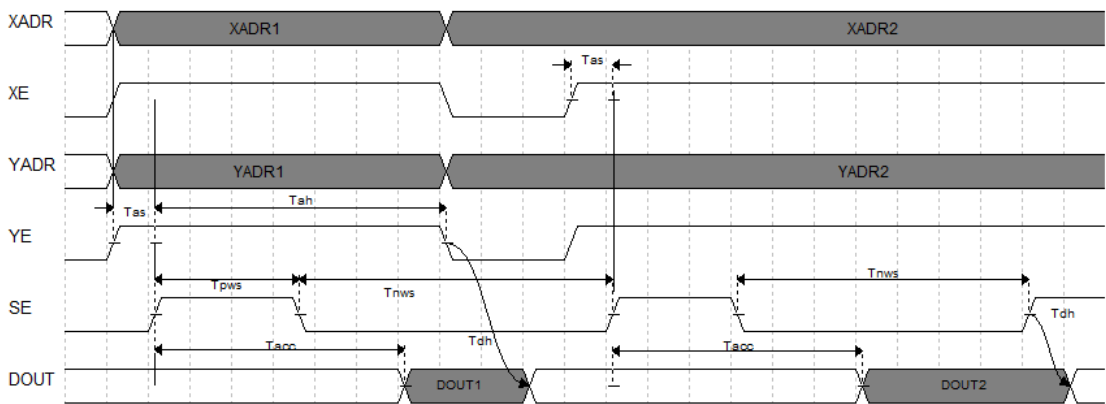 XADR
XADR1
XADR2
Tas
XE
YADR
YADR1
YADR2
Tas
Tah
YE
Tpws
Tnws
Tnws
SE
Tdh
Tacc
Tdh
Tacc
DOUT
DOUT1
DOUT2